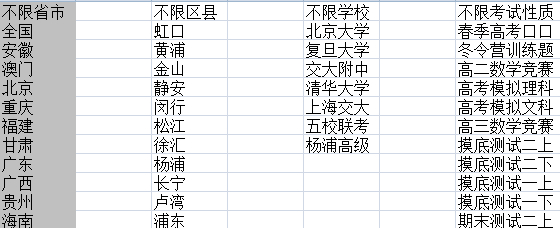 不限省市 不限区县 不限学校 不限考试性质
全国 虹口 北京大学 春季高考口口
安徽 黄浦 复旦大学 冬令营训练题
澳门 金山 交大附中 高二数学竞赛
北京 静安 清华大学 高考模拟理科
重庆 闵行 上海交大 高考模拟文科
福建 松江 五校联考 高三数学竞赛
甘肃 徐汇 杨浦高级 摸底测试二上
广东 杨浦 摸底测试二下
广西 长宁 摸底测试一上
贵州 卢湾 摸底测试一下
海南 浦东 期末测试二上